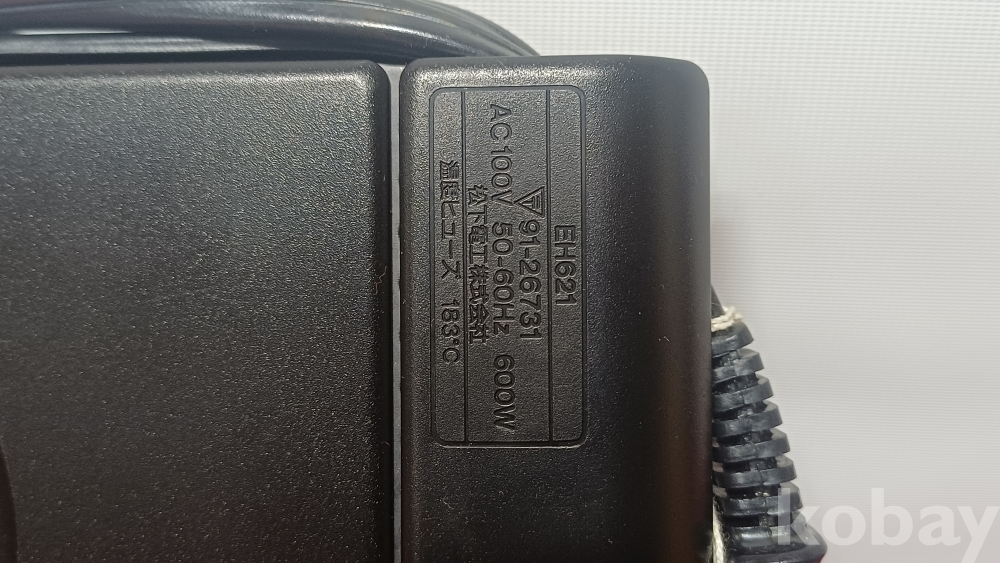 EH621
91-26731
AC100V 50-60Hz 600W
松下電工株式会社
温度ヒューズ 183°C
kobay